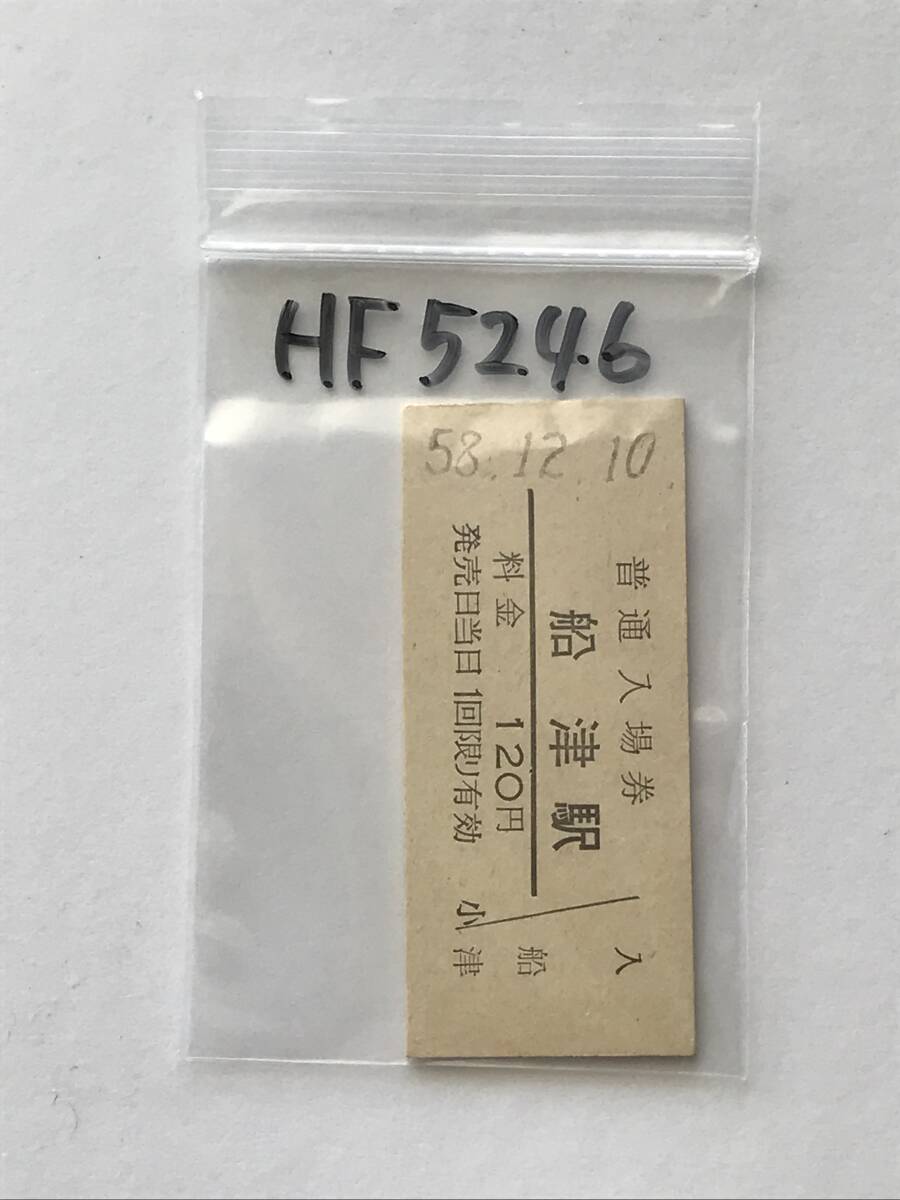 HF5246
58.12.10
普通入場券
船津駅
料金 120円
発売日当日1回限り有効
入
小
船
津